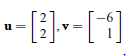 u = [2 2], v = [−6 1]